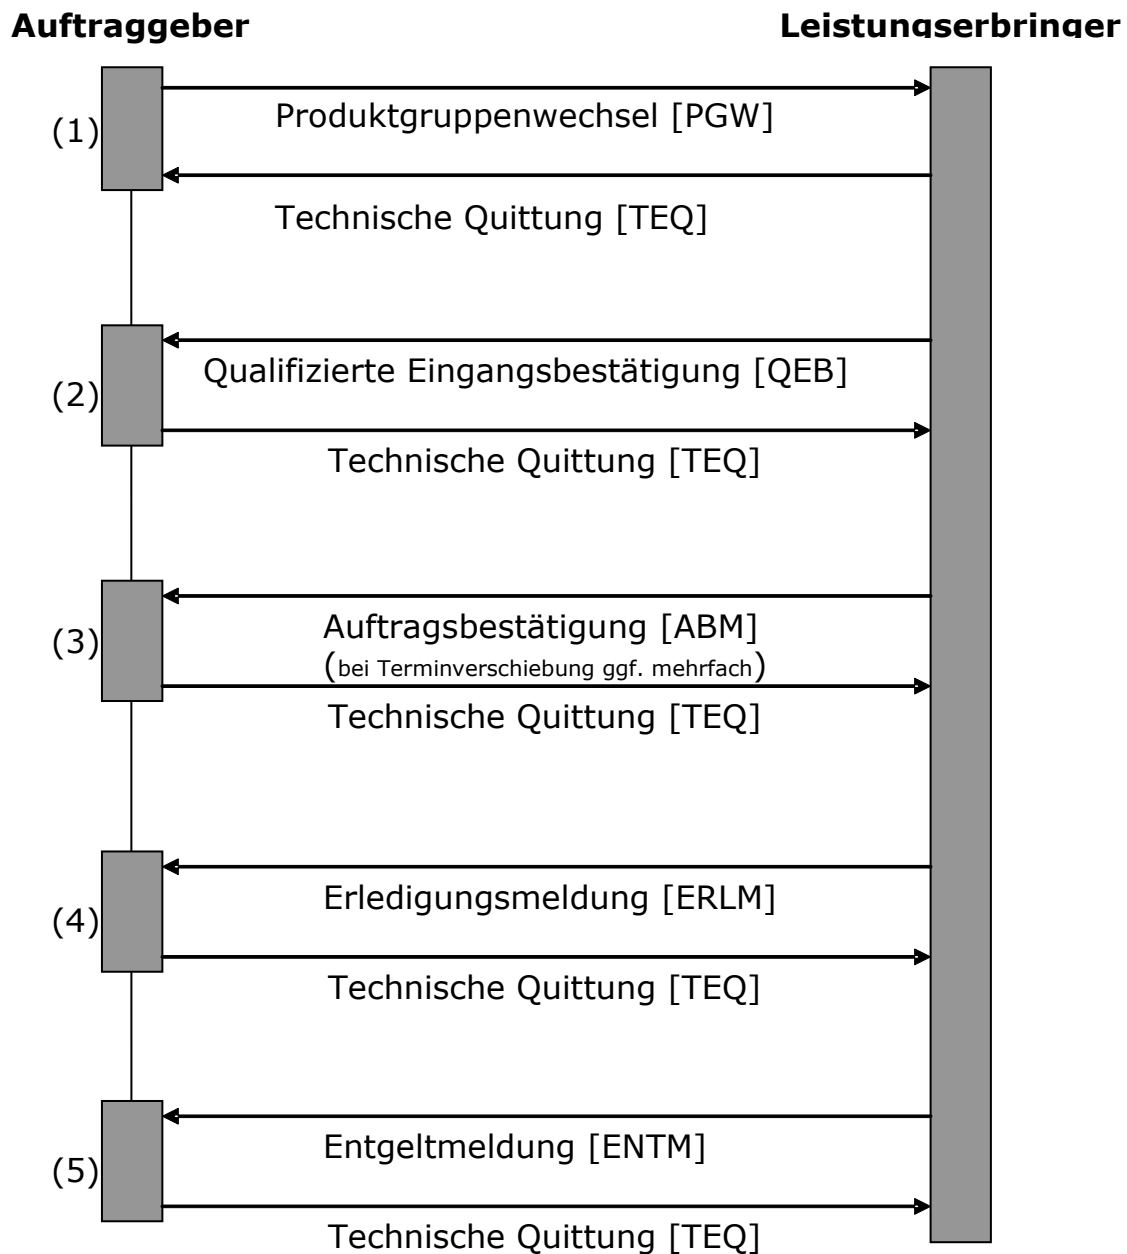 Auftraggeber
Leistungserbringer
(1)
Produktgruppenwechsel [PGW]
Technische Quittung [TEQ]
(2)
Qualifizierte Eingangsbestätigung [QEB]
Technische Quittung [TEQ]
(3)
Auftragsbestätigung [ABM]
(bei Terminverschiebung ggf. mehrfach)
Technische Quittung [TEQ]
(4)
Erledigungsmeldung [ERLM]
Technische Quittung [TEQ]
(5)
Entgeltmeldung [ENTM]
Technische Quittung [TEQ]